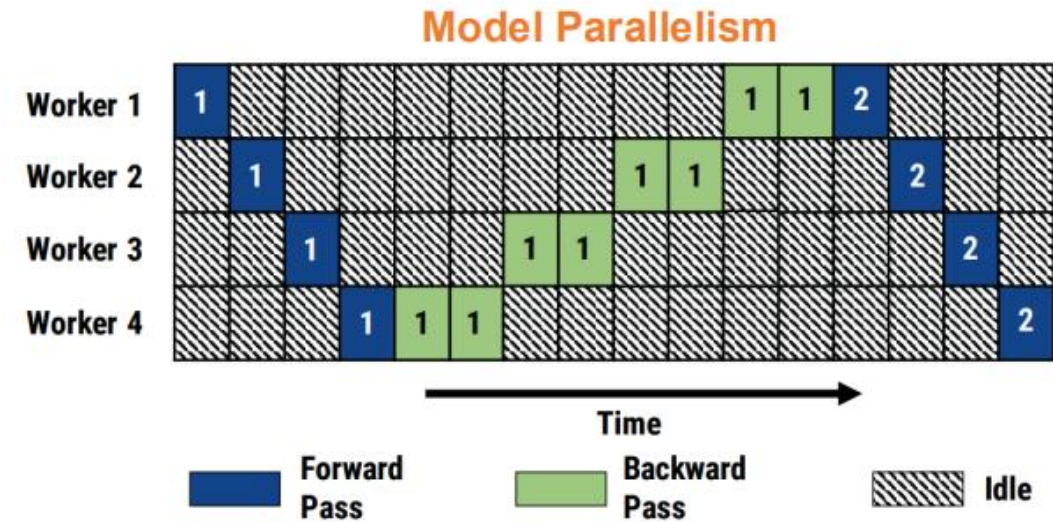 Model Parallelism
Worker 1 1 1 1 2
Worker 2 1 1 1 2
Worker 3 1 1 1 2
Worker 4 1 1 1 2
Time
Forward Pass
Backward Pass
Idle